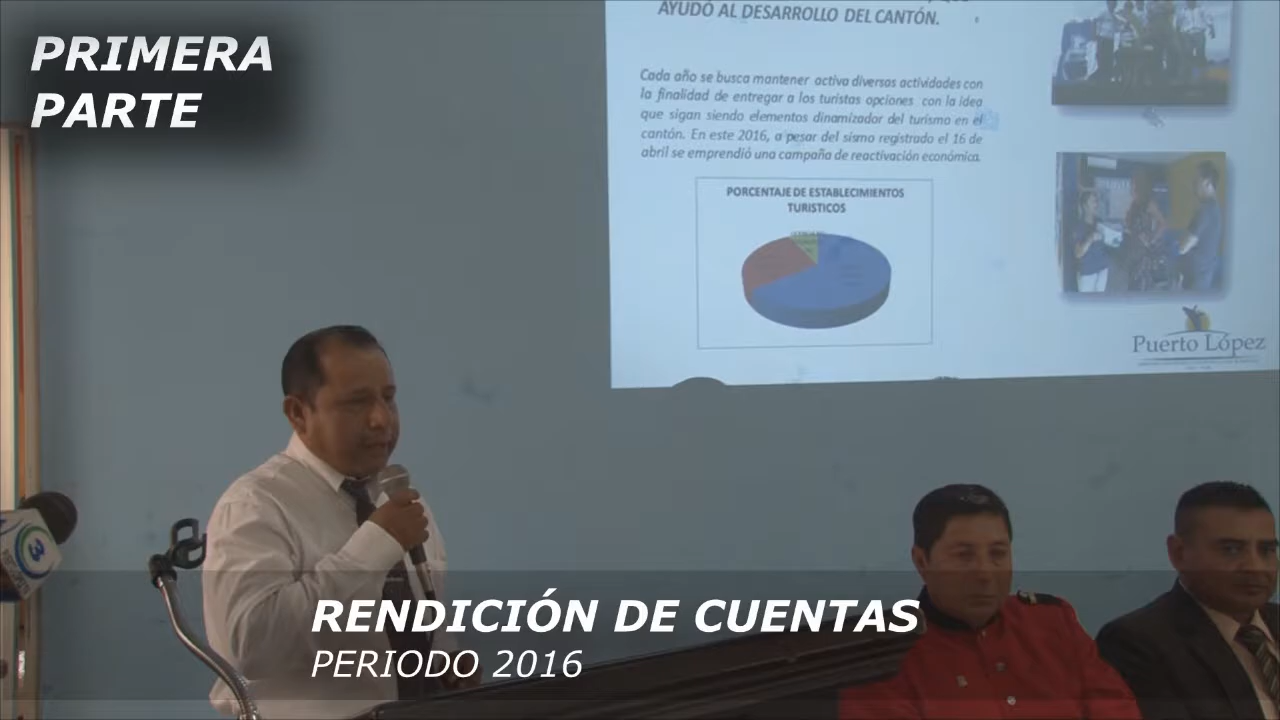 PRIMERA
PARTE
AYUDÓ AL DESARROLLO DEL CANTÓN.
Cada año se busca mantener activa diversas actividades con
la finalidad de entregar a los turistas opciones con la idea
que sigan siendo elementos dinamizador del turismo en el
cantón. En este 2016, a pesar del sismo registrado el 16 de
abril se emprendió una campaña de reactivación económica.
PORCENTAJE DE ESTABLECIMIENTOS
TURISTICOS
Puerto López
3
RENDICIÓN DE CUENTAS
PERIODO 2016